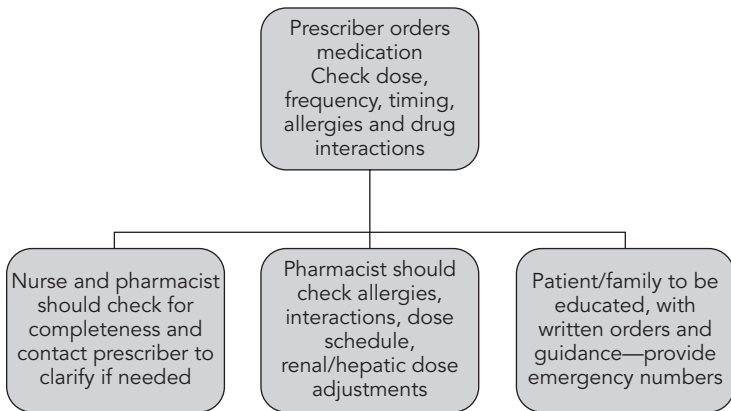 Prescriber orders
medication
Check dose,
frequency, timing,
allergies and drug
interactions
Nurse and pharmacist
should check for
completeness and
contact prescriber to
clarify if needed
Pharmacist should
check allergies,
interactions, dose
schedule,
renal/hepatic dose
adjustments
Patient/family to be
educated, with
written orders and
guidance—provide
emergency numbers